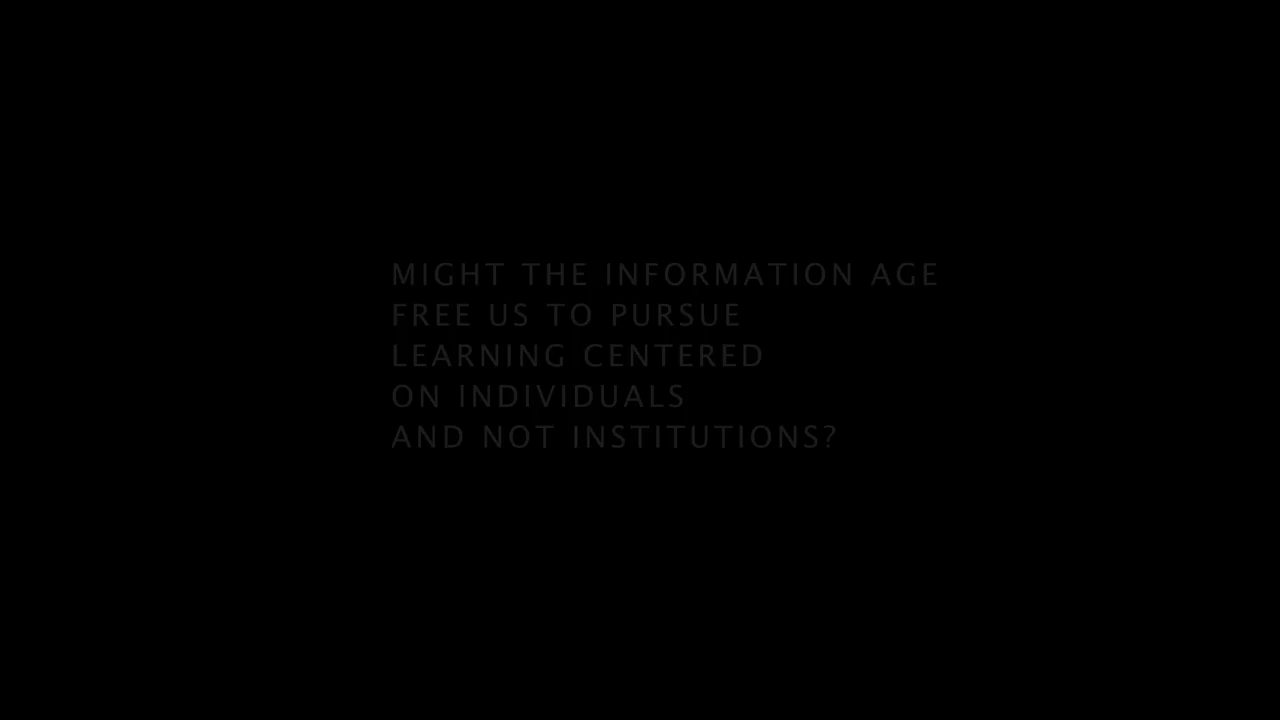 MIGHT THE INFORMATION AGE
FREE US TO PURSUE
LEARNING CENTERED
ON INDIVIDUALS
AND NOT INSTITUTIONS?